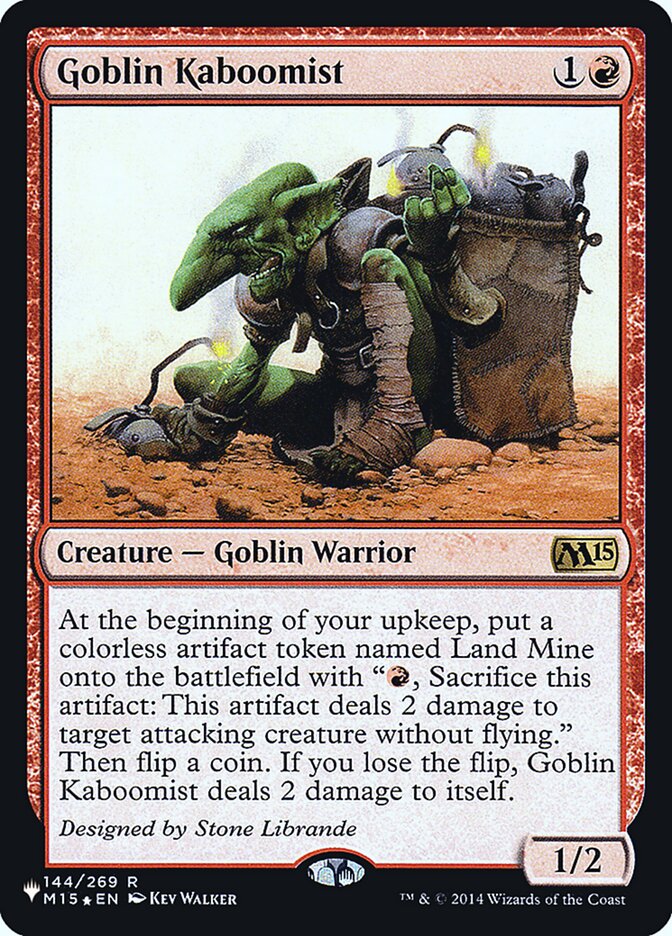 Goblin Kaboomist 1
Creature — Goblin Warrior M15
At the beginning of your upkeep, put a
colorless artifact token named Land Mine
onto the battlefield with “ , Sacrifice this
artifact: This artifact deals 2 damage to
target attacking creature without flying.”
Then flip a coin. If you lose the flip, Goblin
Kaboomist deals 2 damage to itself.
Designed by Stone Librande
1/2
144/269 R
M15★EN Kev Walker ™ & © 2014 Wizards of the Coast